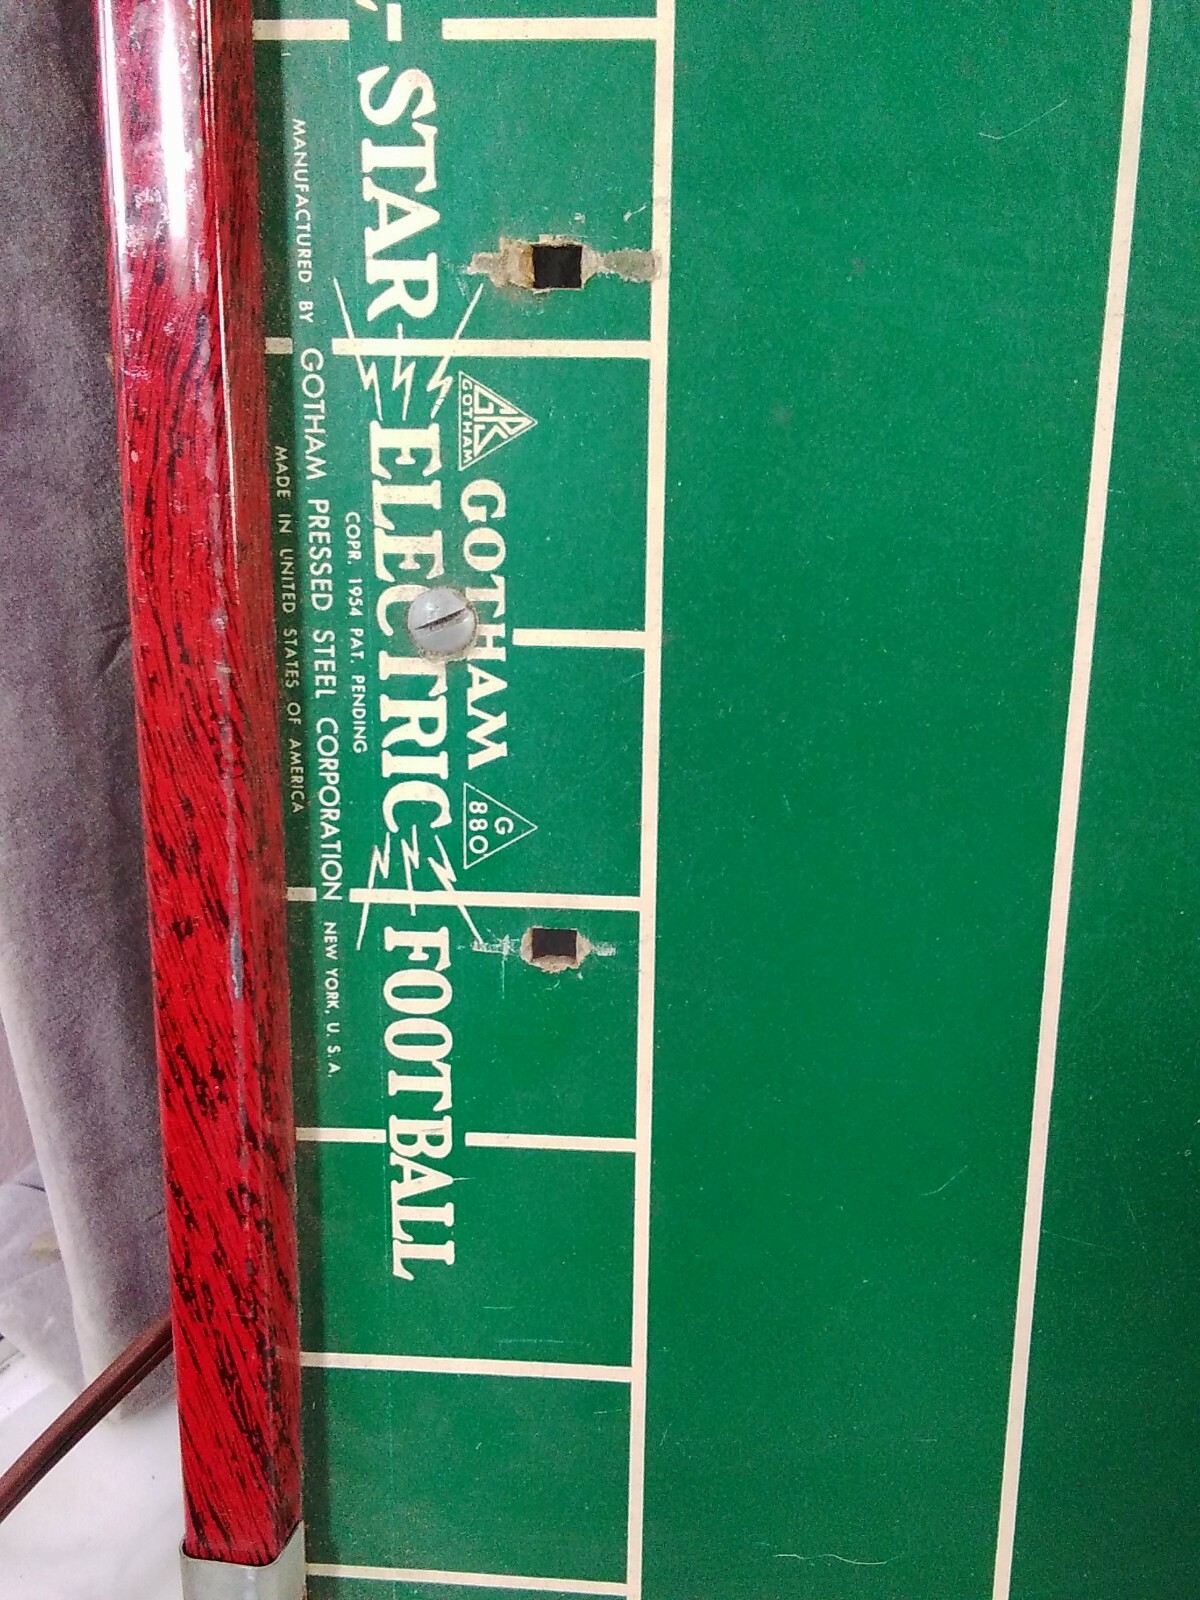 GPS
GOTHAM
GOTHAM
G
880
-STAR ELECTRIC FOOTBALL
COPR. 1954 PAT. PENDING
MANUFACTURED BY GOTHAM PRESSED STEEL CORPORATION NEW YORK, U.S.A.
MADE IN UNITED STATES OF AMERICA